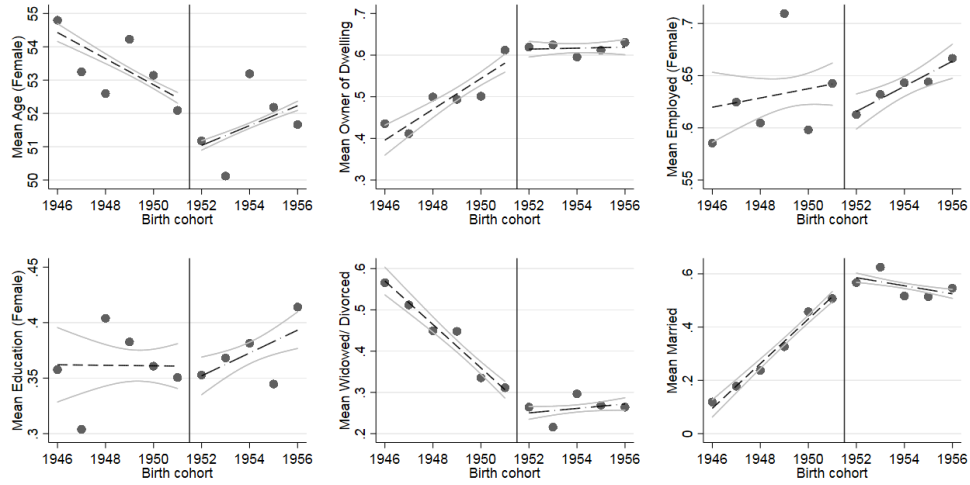 Mean Age (Female)
55
54
53
52
51
50
1946 1948 1950 1952 1954 1956
Birth cohort
Mean Owner of Dwelling
.7
.6
.5
.4
.3
1946 1948 1950 1952 1954 1956
Birth cohort
Mean Employed (Female)
.7
.65
.6
.55
1946 1948 1950 1952 1954 1956
Birth cohort
Mean Education (Female)
.45
.4
.35
.3
1946 1948 1950 1952 1954 1956
Birth cohort
Mean Widowed/ Divorced
.6
.5
.4
.3
.2
1946 1948 1950 1952 1954 1956
Birth cohort
Mean Married
.6
.4
.2
0
1946 1948 1950 1952 1954 1956
Birth cohort